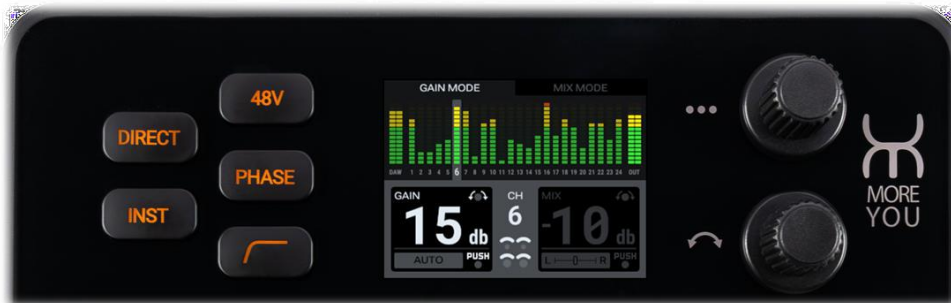 48V
DIRECT
PHASE
INST
GAIN MODE MIX MODE
DAW 1 2 3 4 5 6 7 8 9 10 11 12 13 14 15 16 17 18 19 20 21 22 23 24 OUT
GAIN CH MIX
15 db 6 -10 db
AUTO PUSH L R PUSH
MORE
YOU